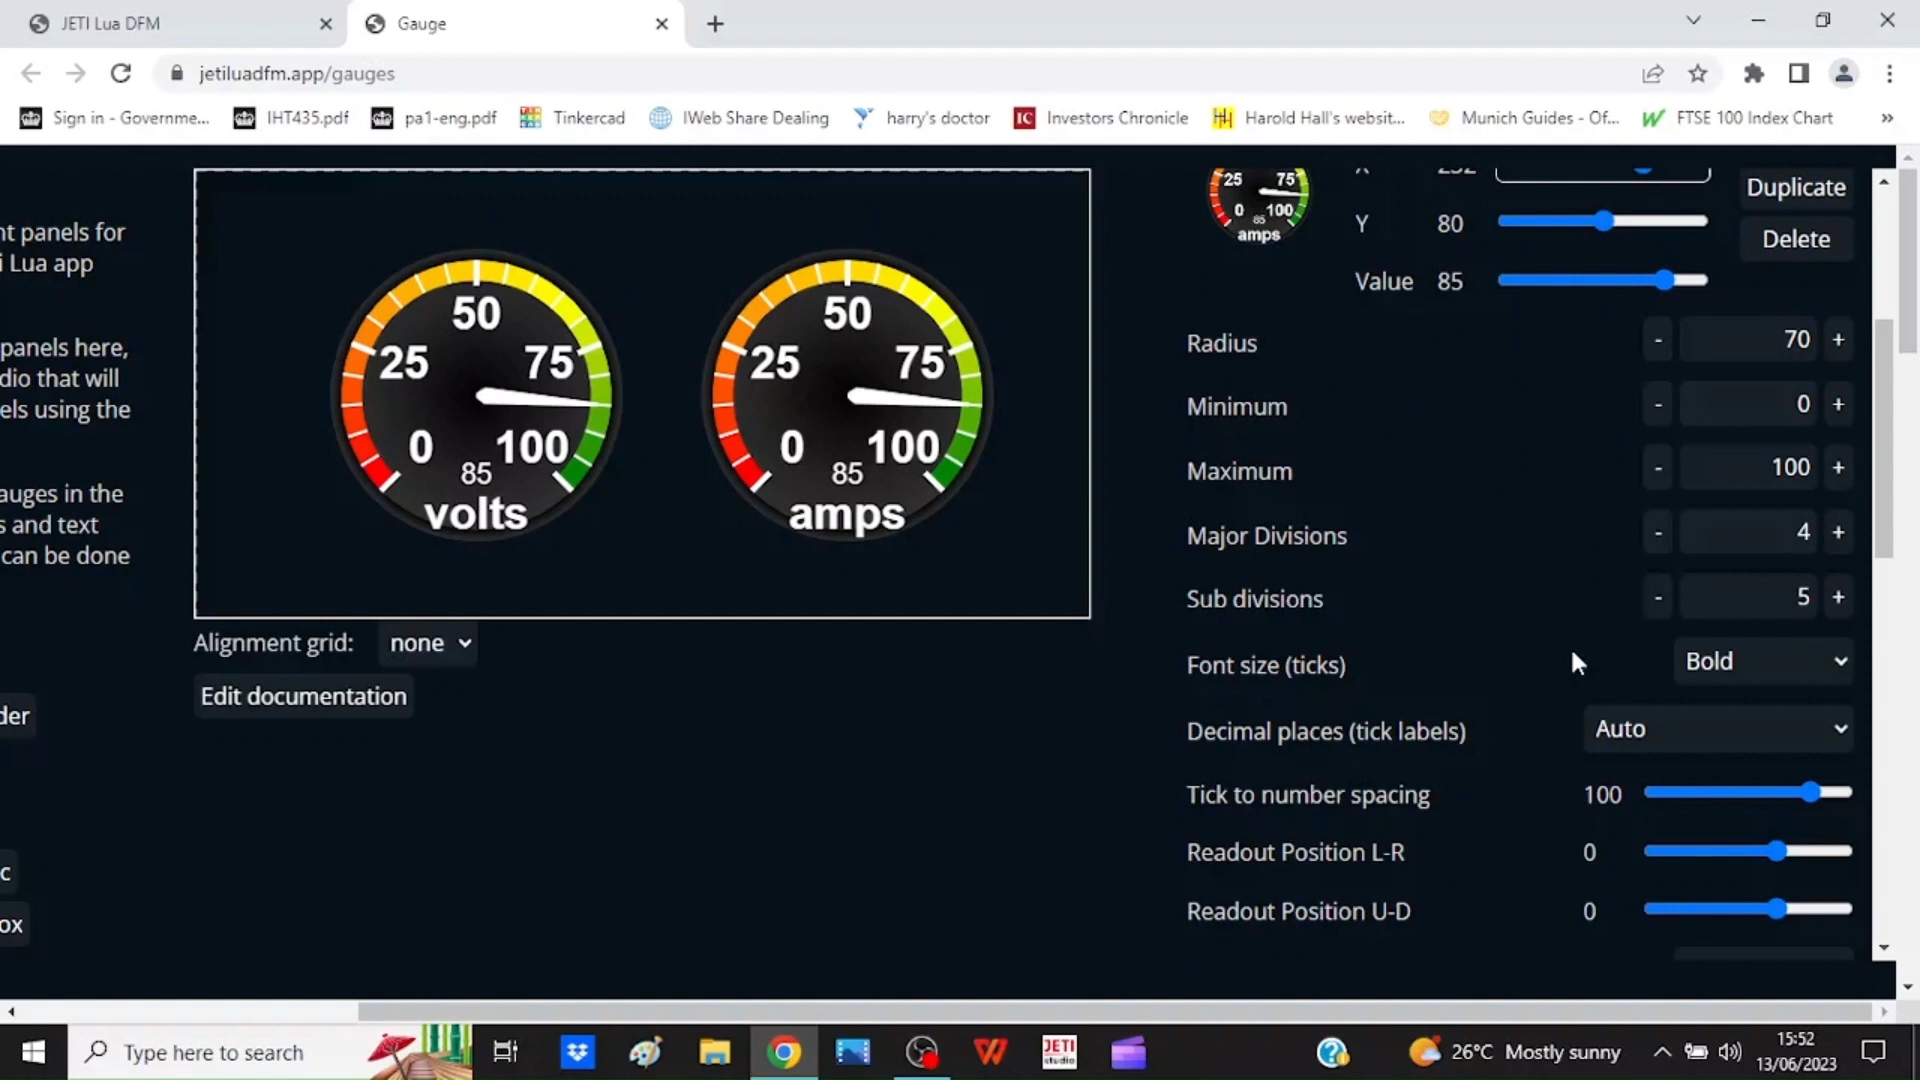 JETI Lua DFM
Gauge
jetiluadfm.app/gauges
Sign in - Governme...
IHT435.pdf
pa1-eng.pdf
Tinkercad
IWeb Share Dealing
harry's doctor
IC
Investors Chronicle
Harold Hall's websit...
Munich Guides - Of...
FTSE 100 Index Chart
»
nt panels for
i Lua app
panels here,
dio that will
els using the
auges in the
s and text
can be done
der
c
ox
50
25 75
0 100
85
volts
50
25 75
0 100
85
amps
Alignment grid: none
Edit documentation
25 75
0 100
85
amps
Y 80
Value 85
Duplicate
Delete
Radius - 70 +
Minimum - 0 +
Maximum - 100 +
Major Divisions - 4 +
Sub divisions - 5 +
Font size (ticks) Bold
Decimal places (tick labels) Auto
Tick to number spacing 100
Readout Position L-R 0
Readout Position U-D 0
Type here to search
JETI
studio
26°C Mostly sunny
15:52
13/06/2023